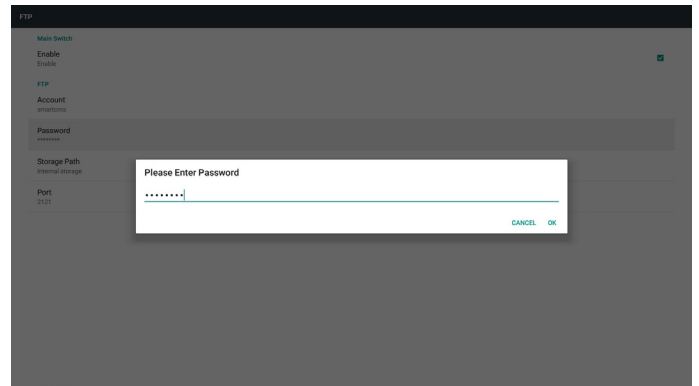 FTP
Main Switch
Enable
Enable
FTP
Account
smartcms
Password
********
Storage Path
Internal storage
Port
2121
Please Enter Password
••••••••
CANCEL OK